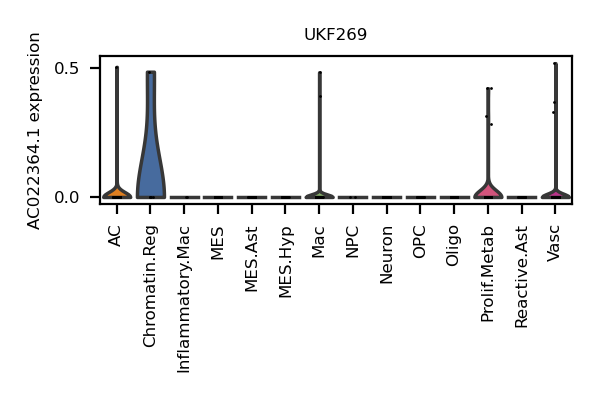 UKF269
AC022364.1 expression
0.5
0.0
AC
Chromatin.Reg
Inflammatory.Mac
MES
MES.Ast
MES.Hyp
Mac
NPC
Neuron
OPC
Oligo
Prolif.Metab
Reactive.Ast
Vasc